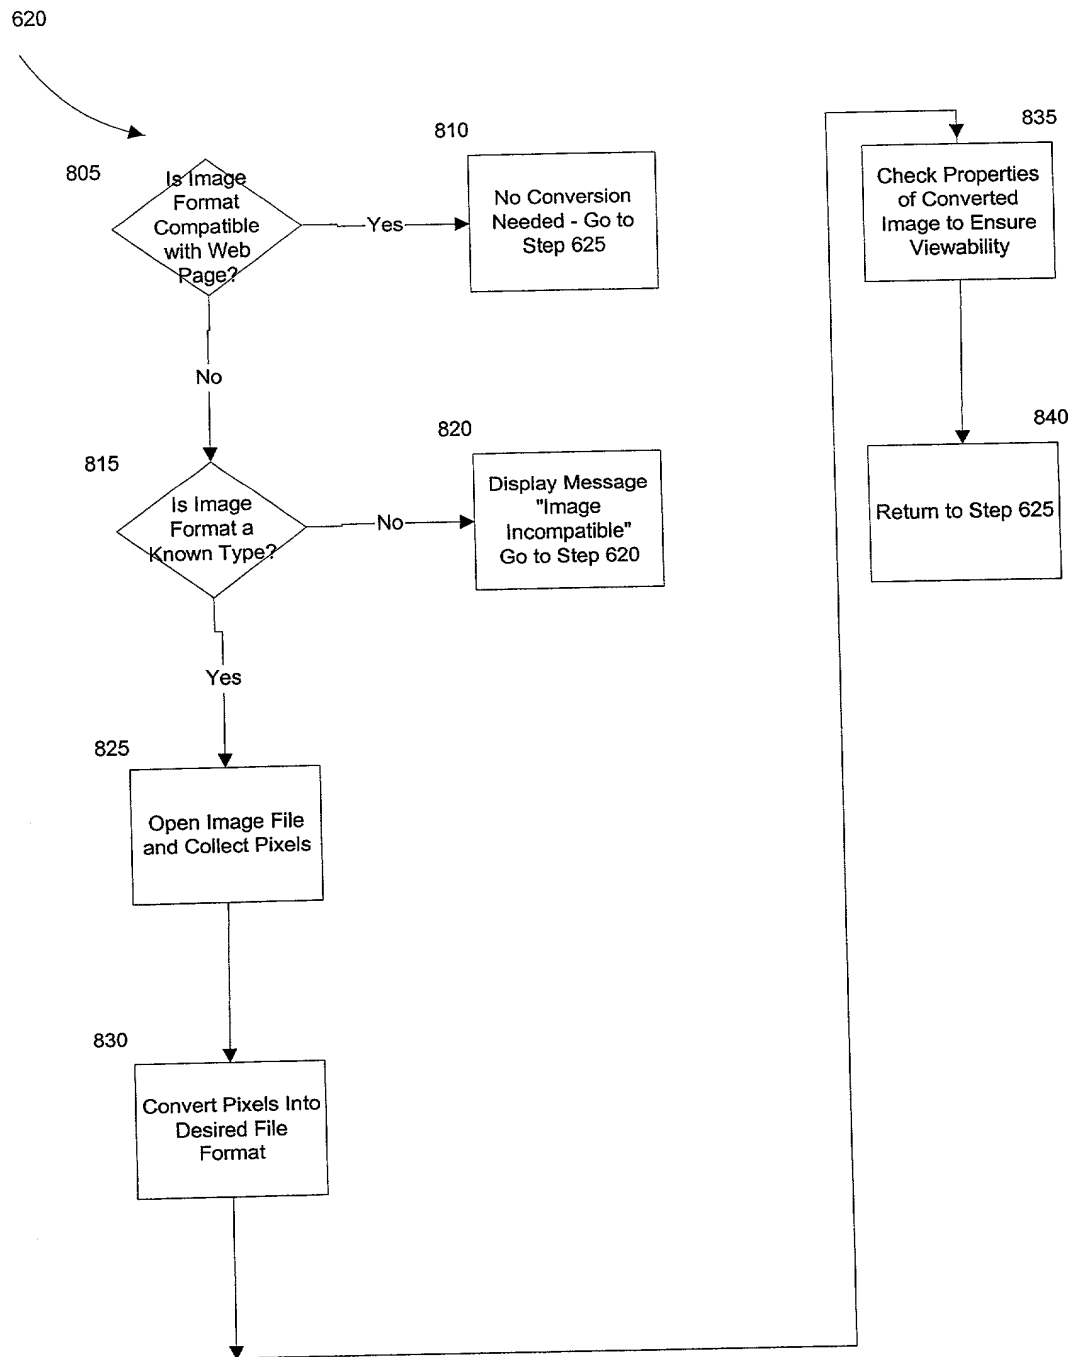 620
805
Is Image
Format
Compatible
with Web
Page?
Yes
810
No Conversion
Needed - Go to
Step 625
No
815
Is Image
Format a
Known Type?
No
820
Display Message
"Image
Incompatible"
Go to Step 620
Yes
825
Open Image File
and Collect Pixels
830
Convert Pixels Into
Desired File
Format
835
Check Properties
of Converted
Image to Ensure
Viewability
840
Return to Step 625